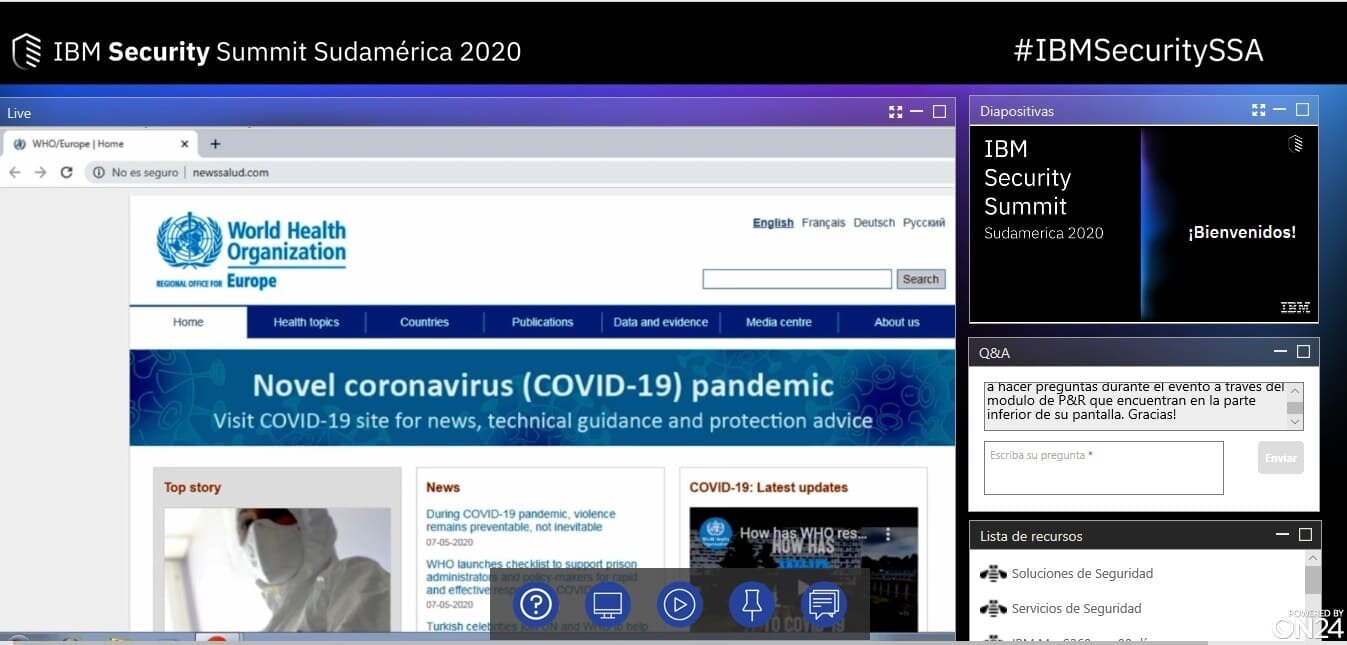 IBM Security Summit Sudamérica 2020
#IBMSecuritySSA
Live
WHO/Europe | Home
No es seguro | newssalud.com
World Health
Organization
REGIONAL OFFICE FOR Europe
English Français Deutsch Русский
Search
Home Health topics Countries Publications Data and evidence Media centre About us
Novel coronavirus (COVID-19) pandemic
Visit COVID-19 site for news, technical guidance and protection advice
Top story
News
During COVID-19 pandemic, violence
remains preventable, not inevitable
07-05-2020
WHO launches checklist to support prison
administrators and policy-makers for rapid
and effective
07-05-2020
Turkish celebrities join UN and WHO to help
COVID-19: Latest updates
How has WHO res...
NOW HAS
Diapositivas
IBM
Security
Summit
Sudamerica 2020
¡Bienvenidos!
IBM
Q&A
a hacer preguntas durante el evento a traves del
modulo de P&R que encuentran en la parte
inferior de su pantalla. Gracias!
Escriba su pregunta *
Enviar
Lista de recursos
Soluciones de Seguridad
Servicios de Seguridad
POWERED BY
ON24